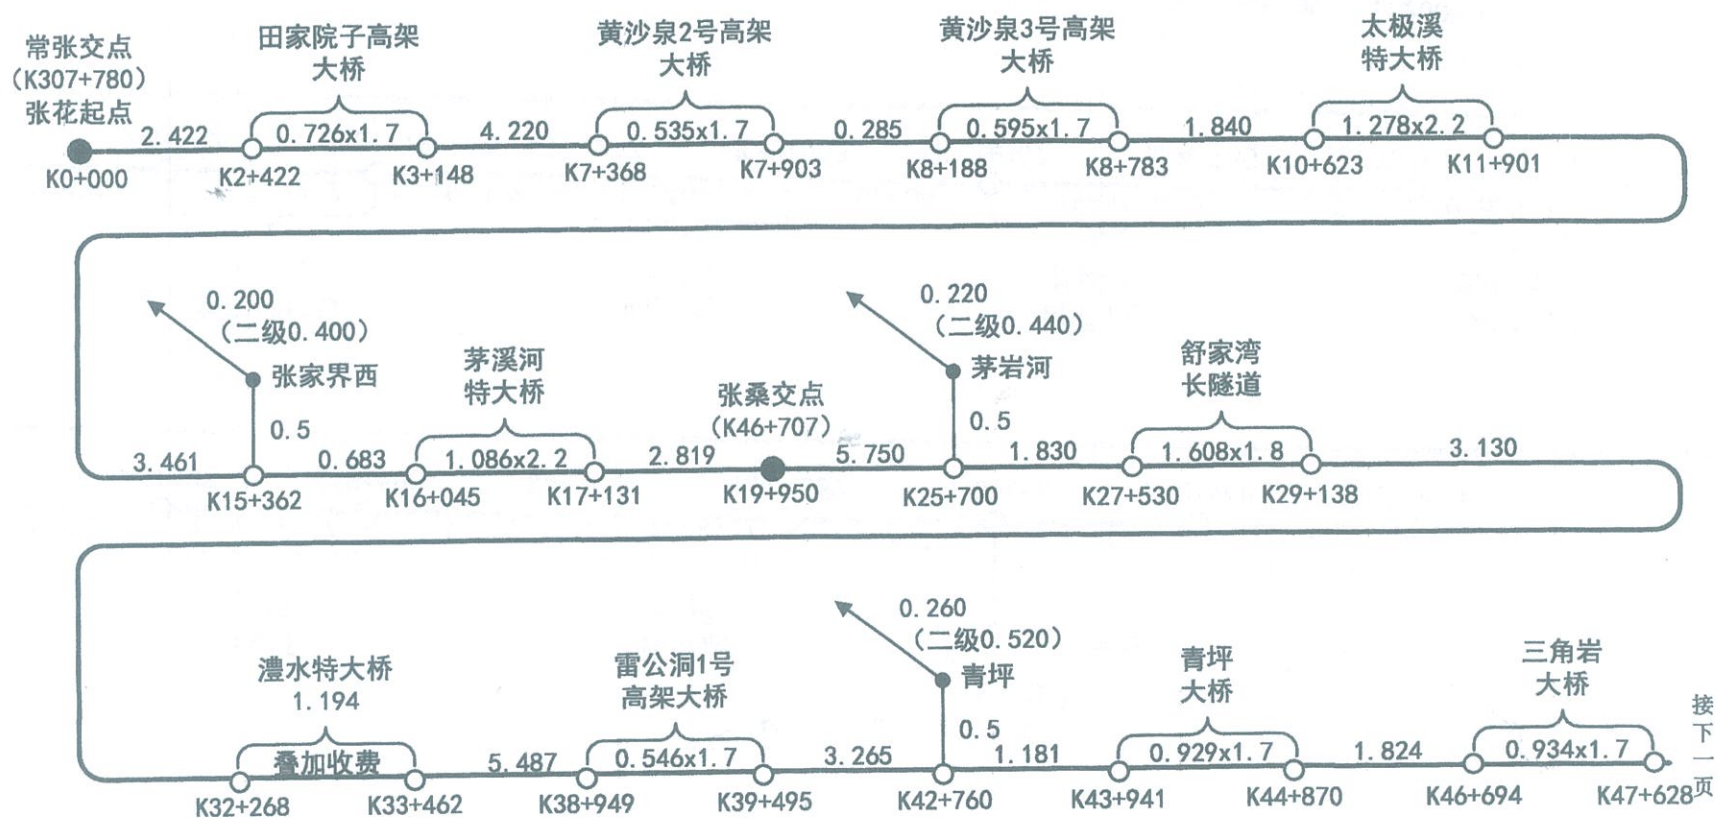 常张交点
(K307+780)
张花起点
田家院子高架
大桥
黄沙泉2号高架
大桥
黄沙泉3号高架
大桥
太极溪
特大桥
2.422
0.726x1.7
4.220
0.535x1.7
0.285
0.595x1.7
1.840
1.278x2.2
K0+000
K2+422
K3+148
K7+368
K7+903
K8+188
K8+783
K10+623
K11+901
0.200
(二级0.400)
张家界西
0.5
茅溪河
特大桥
张桑交点
(K46+707)
0.220
(二级0.440)
茅岩河
0.5
舒家湾
长隧道
3.461
0.683
1.086x2.2
2.819
5.750
1.830
1.608x1.8
3.130
K15+362
K16+045
K17+131
K19+950
K25+700
K27+530
K29+138
澧水特大桥
1.194
叠加收费
雷公洞1号
高架大桥
0.260
(二级0.520)
青坪
0.5
青坪
大桥
三角岩
大桥
5.487
0.546x1.7
3.265
1.181
0.929x1.7
1.824
0.934x1.7
K32+268
K33+462
K38+949
K39+495
K42+760
K43+941
K44+870
K46+694
K47+628
接下一页